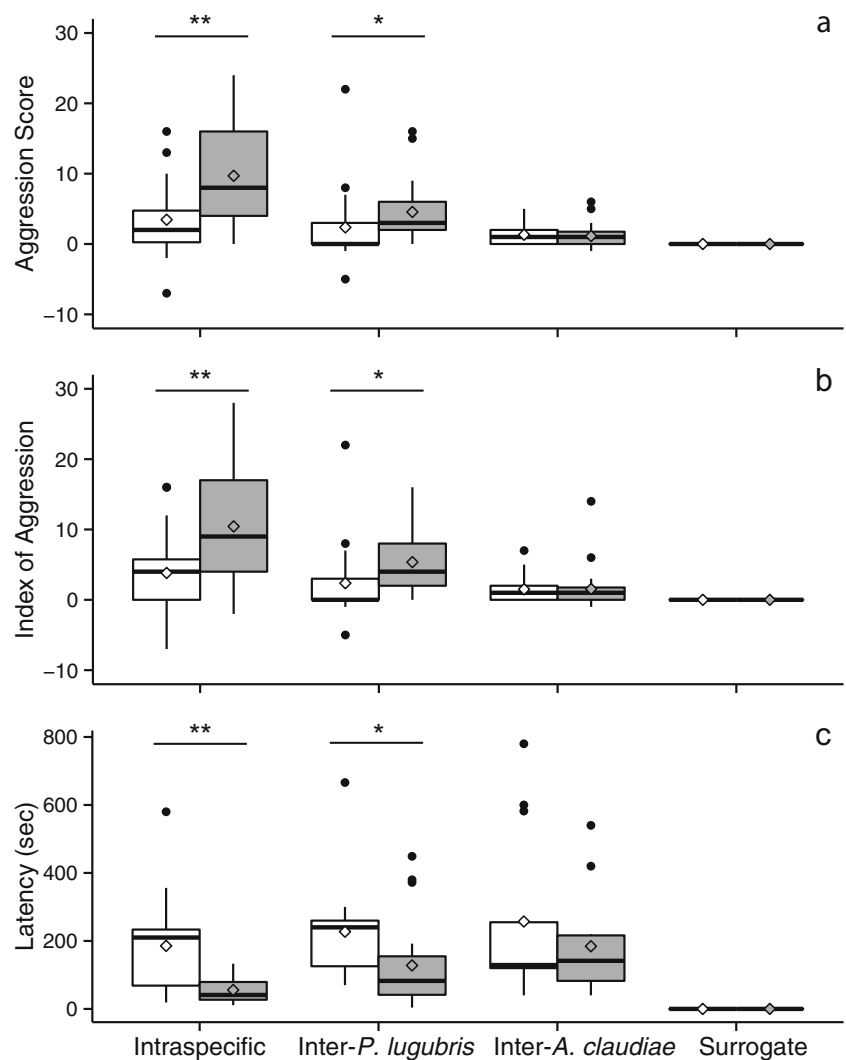 a
** *
30
20
10
0
−10
Aggression Score
b
** *
30
20
10
0
−10
Index of Aggression
c
** *
800
600
400
200
0
Latency (sec)
Intraspecific Inter-P. lugubris Inter-A. claudiae Surrogate